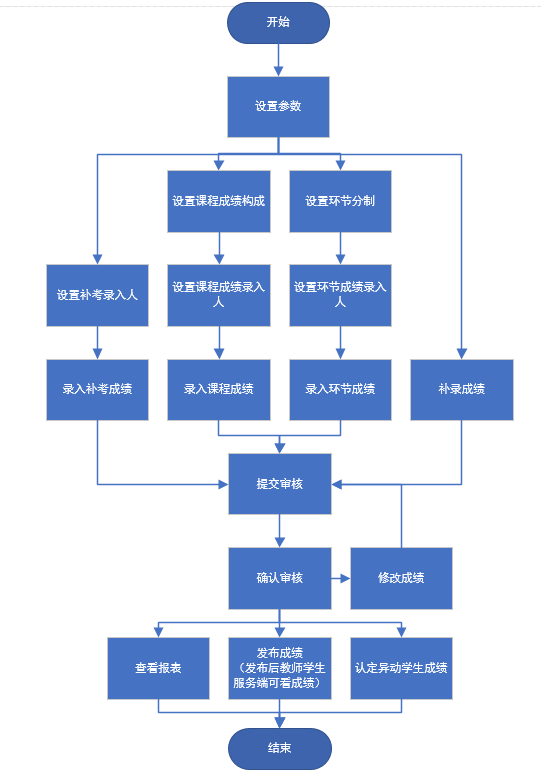 开始
设置参数
设置课程成绩构成
设置环节分制
设置补考录入人
设置课程成绩录入
人
设置环节成绩录入
人
录入补考成绩
录入课程成绩
录入环节成绩
补录成绩
提交审核
确认审核
修改成绩
查看报表
发布成绩
（发布后教师学生
服务端可看成绩）
认定异动学生成绩
结束